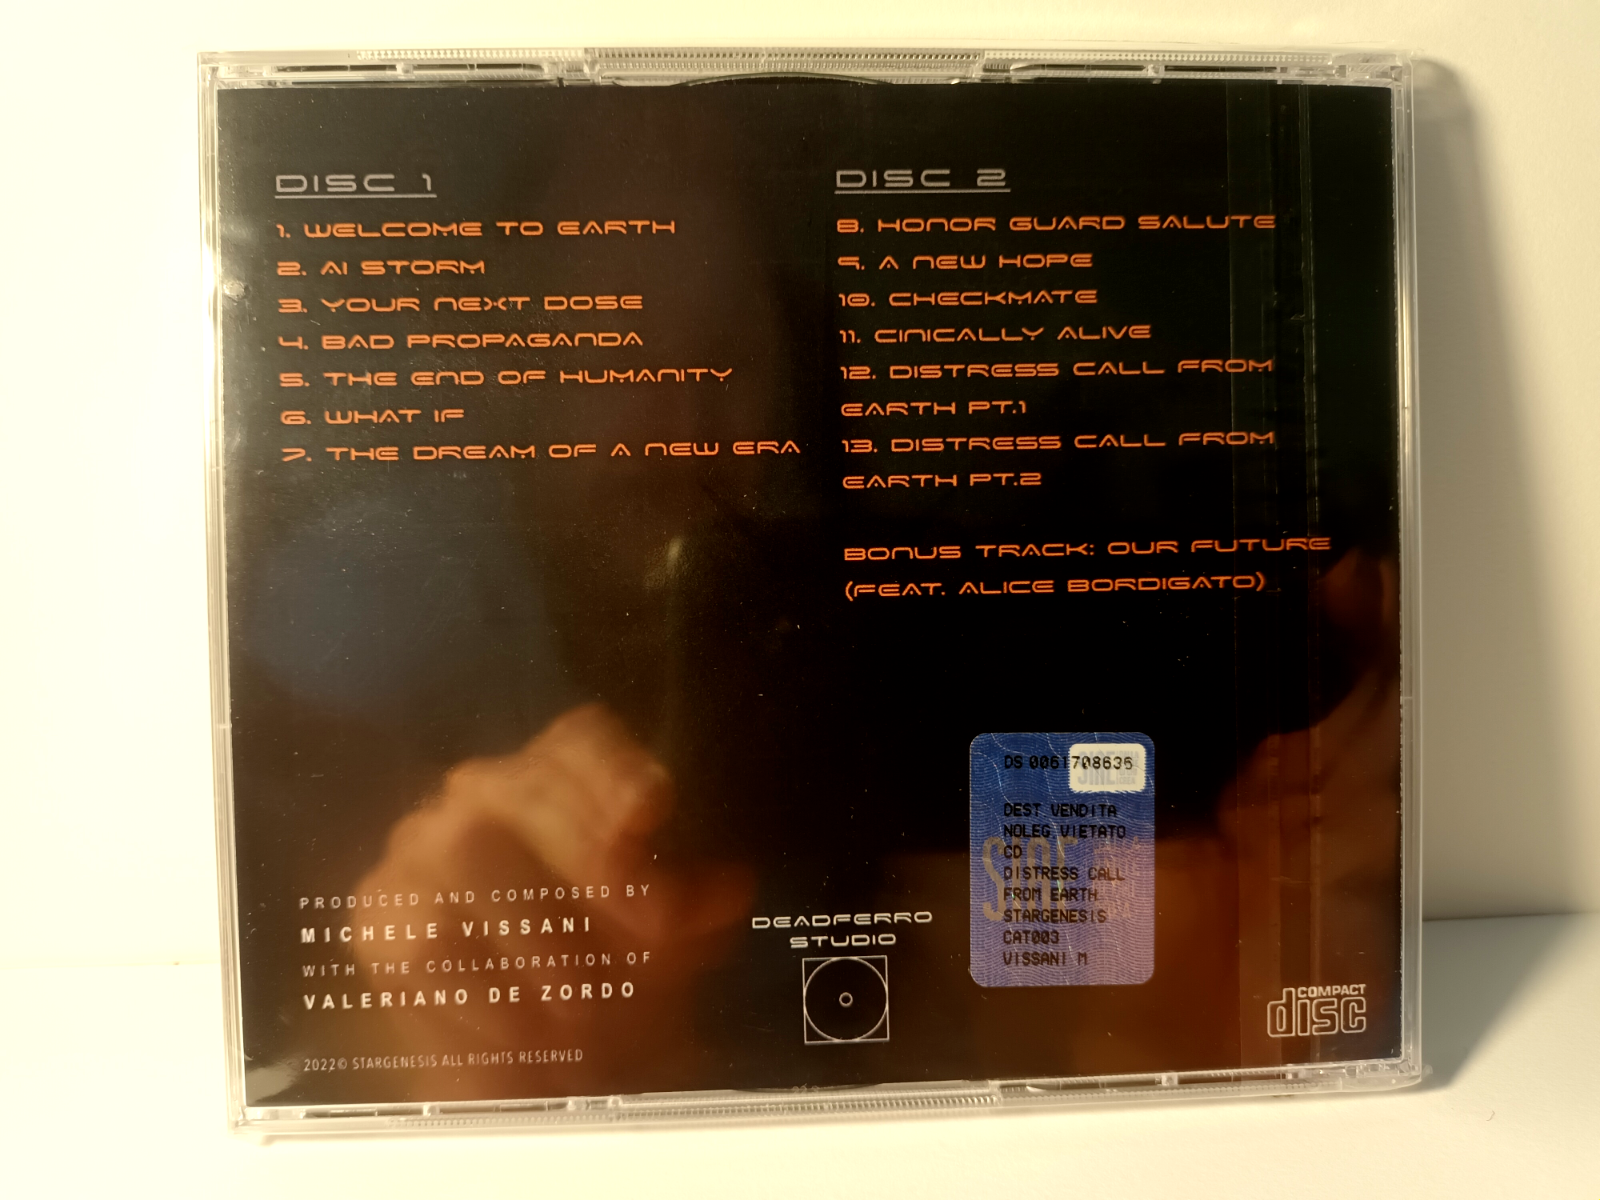 DISC 1
1. WELCOME TO EARTH
2. AI STORM
3. YOUR NEXT DOSE
4. BAD PROPAGANDA
5. THE END OF HUMANITY
6. WHAT IF
7. THE DREAM OF A NEW ERA
DISC 2
8. HONOR GUARD SALUTE
9. A NEW HOPE
10. CHECKMATE
11. CINICALLY ALIVE
12. DISTRESS CALL FROM
EARTH PT.1
13. DISTRESS CALL FROM
EARTH PT.2
BONUS TRACK: OUR FUTURE
(FEAT. ALICE BORDIGATO)
PRODUCED AND COMPOSED BY
MICHELE VISSANI
WITH THE COLLABORATION OF
VALERIANO DE ZORDO
2022© STARGENESIS ALL RIGHTS RESERVED
DEADFERRO
STUDIO
DS 0061708636
DEST VENDITA
NOLEG VIETATO
CD
DISTRESS CALL
FROM EARTH
STARGENESIS
CAT003
VISSANI M
SIAE
COMPACT
disc